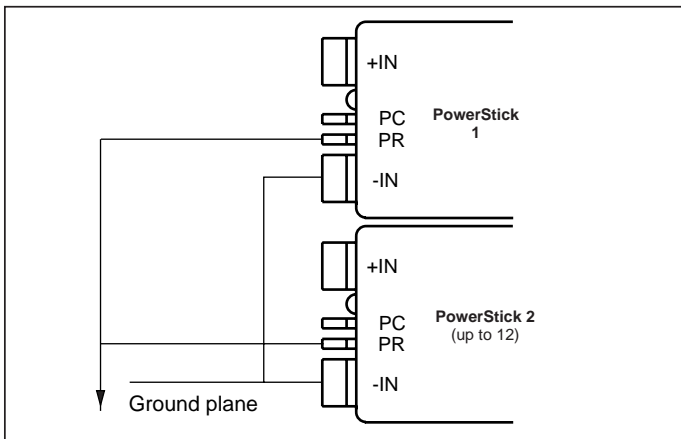 +IN
PC
PR
-IN
PowerStick
1
+IN
PC
PR
-IN
PowerStick 2
(up to 12)
Ground plane